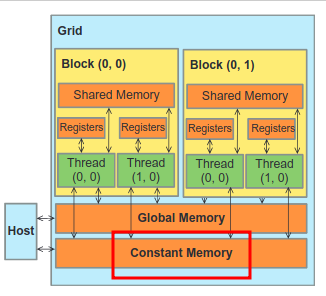 Grid
Block (0, 0)
Block (0, 1)
Shared Memory
Shared Memory
Registers
Registers
Registers
Registers
Thread
(0, 0)
Thread
(1, 0)
Thread
(0, 0)
Thread
(1, 0)
Host
Global Memory
Constant Memory